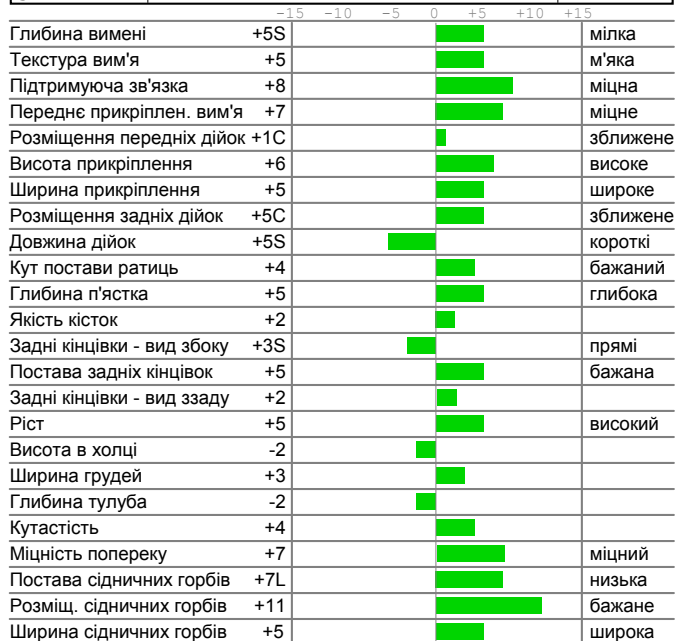 -15 -10 -5 0 +5 +10 +15
Глибина вимені +5S мілка
Текстура вим'я +5 м'яка
Підтримуюча зв'язка +8 міцна
Переднє прикріплен. вим'я +7 міцне
Розміщення передніх дійок +1C зближене
Висота прикріплення +6 високе
Ширина прикріплення +5 широке
Розміщення задніх дійок +5C зближене
Довжина дійок +5S короткі
Кут постави ратиць +4 бажаний
Глибина п'ястка +5 глибока
Якість кісток +2
Задні кінцівки - вид збоку +3S прямі
Постава задніх кінцівок +5 бажана
Задні кінцівки - вид ззаду +2
Ріст +5 високий
Висота в холці -2
Ширина грудей +3
Глибина тулуба -2
Кутастість +4
Міцність попереку +7 міцний
Постава сідничних горбів +7L низька
Розміщ. сідничних горбів +11 бажане
Ширина сідничних горбів +5 широка